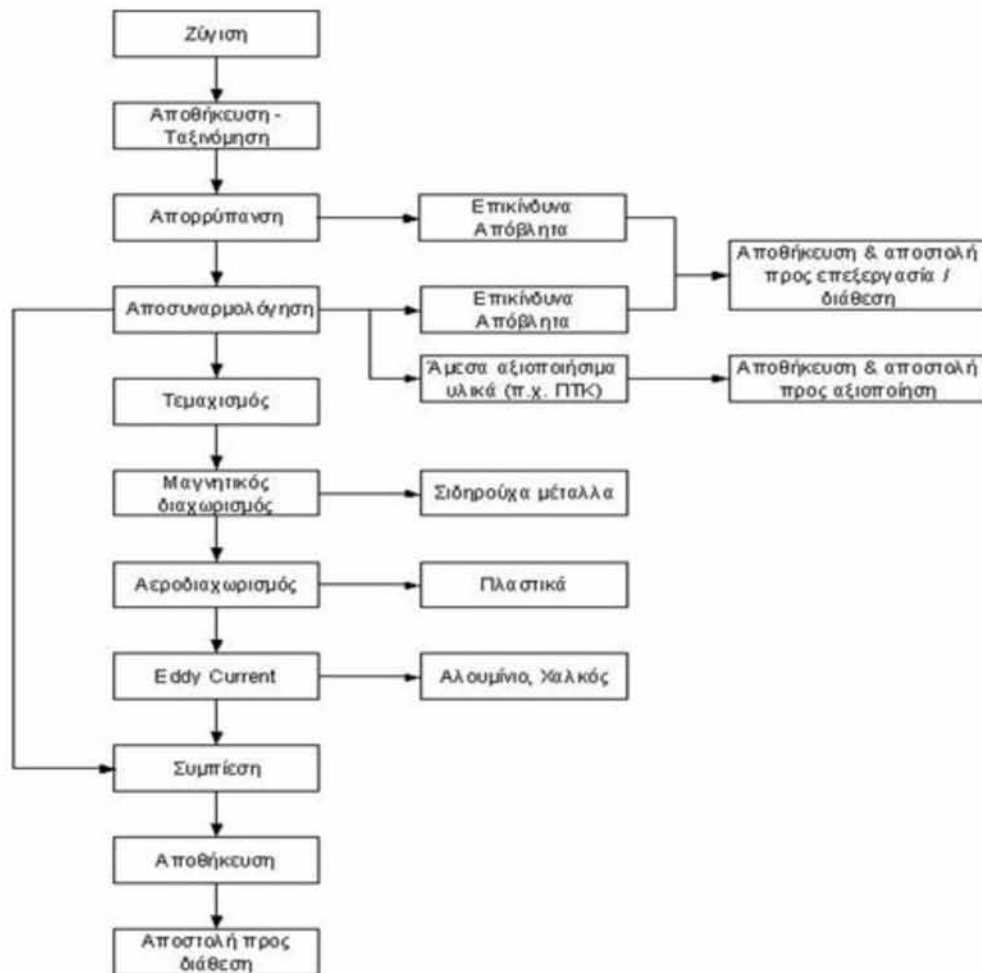 Ζύγιση
Αποθήκευση -
Ταξινόμηση
Απορρύπανση
Επικίνδυνα
Απόβλητα
Αποθήκευση & αποστολή
προς επεξεργασία /
διάθεση
Αποσυναρμολόγηση
Επικίνδυνα
Απόβλητα
Άμεσα αξιοποιήσιμα
υλικά (π.χ. ΠΤΚ)
Αποθήκευση & αποστολή
προς αξιοποίηση
Τεμαχισμός
Μαγνητικός
διαχωρισμός
Σιδηρούχα μέταλλα
Αεροδιαχωρισμός
Πλαστικά
Eddy Current
Αλουμίνιο, Χαλκός
Συμπίεση
Αποθήκευση
Αποστολή προς
διάθεση